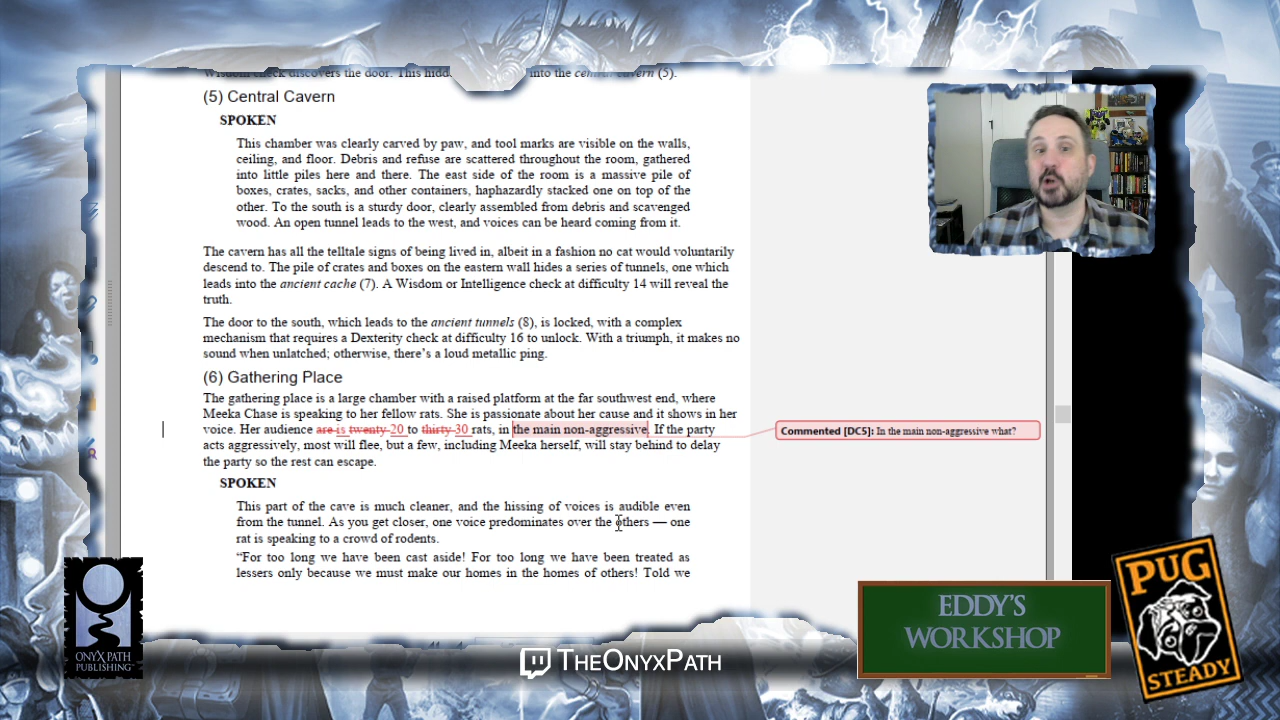 Wisdom check discovers the door. This hidd into the central cavern (5).
(5) Central Cavern
SPOKEN
This chamber was clearly carved by paw, and tool marks are visible on the walls,
ceiling, and floor. Debris and refuse are scattered throughout the room, gathered
into little piles here and there. The east side of the room is a massive pile of
boxes, crates, sacks, and other containers, haphazardly stacked one on top of the
other. To the south is a sturdy door, clearly assembled from debris and scavenged
wood. An open tunnel leads to the west, and voices can be heard coming from it.
The cavern has all the telltale signs of being lived in, albeit in a fashion no cat would voluntarily
descend to. The pile of crates and boxes on the eastern wall hides a series of tunnels, one which
leads into the ancient cache (7). A Wisdom or Intelligence check at difficulty 14 will reveal the
truth.
The door to the south, which leads to the ancient tunnels (8), is locked, with a complex
mechanism that requires a Dexterity check at difficulty 16 to unlock. With a triumph, it makes no
sound when unlatched; otherwise, there's a loud metallic ping.
(6) Gathering Place
The gathering place is a large chamber with a raised platform at the far southwest end, where
Meeka Chase is speaking to her fellow rats. She is passionate about her cause and it shows in her
voice. Her audience are is twenty 20 to thirty 30 rats, in the main non-aggressive. If the party
acts aggressively, most will flee, but a few, including Meeka herself, will stay behind to delay
the party so the rest can escape.
Commented [DC5]: In the main non-aggressive what?
SPOKEN
This part of the cave is much cleaner, and the hissing of voices is audible even
from the tunnel. As you get closer, one voice predominates over the others — one
rat is speaking to a crowd of rodents.
“For too long we have been cast aside! For too long we have been treated as
lessers only because we must make our homes in the homes of others! Told we
ONYX PATH
PUBLISHING™
THEONYXPATH
EDDY'S
WORKSHOP
PUG
STEADY